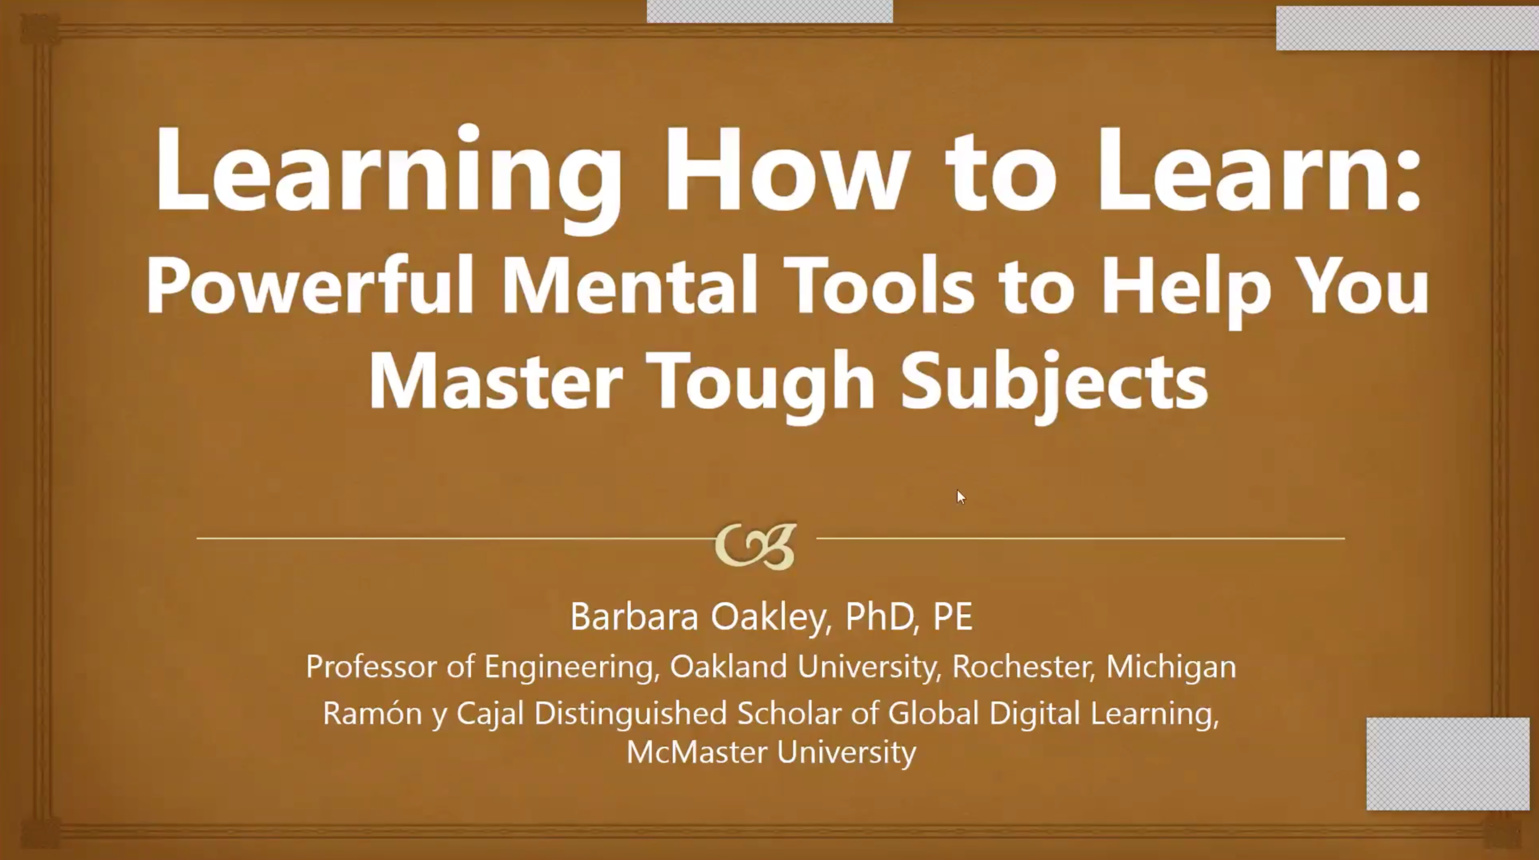 Learning How to Learn:
Powerful Mental Tools to Help You
Master Tough Subjects
Barbara Oakley, PhD, PE
Professor of Engineering, Oakland University, Rochester, Michigan
Ramón y Cajal Distinguished Scholar of Global Digital Learning,
McMaster University